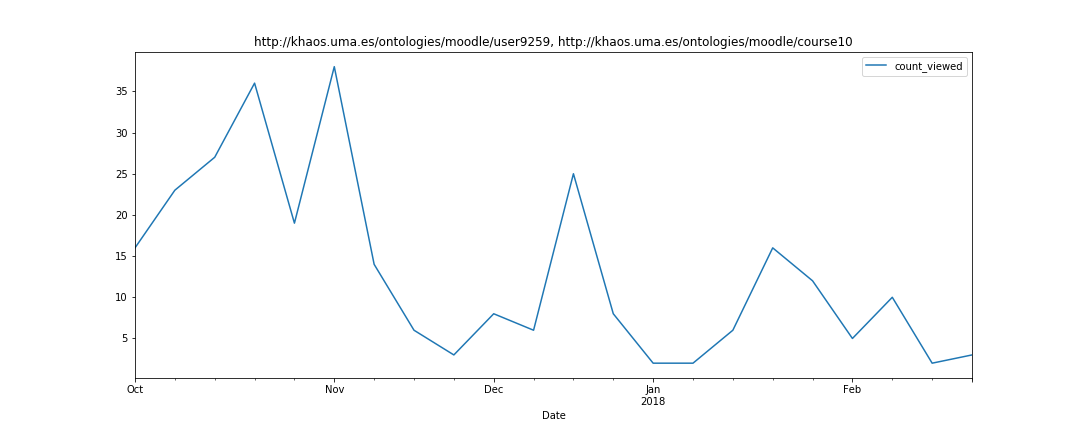 http://khaos.uma.es/ontologies/moodle/user9259, http://khaos.uma.es/ontologies/moodle/course10
count_viewed
35
30
25
20
15
10
5
Oct Nov Dec Jan Feb
2018
Date